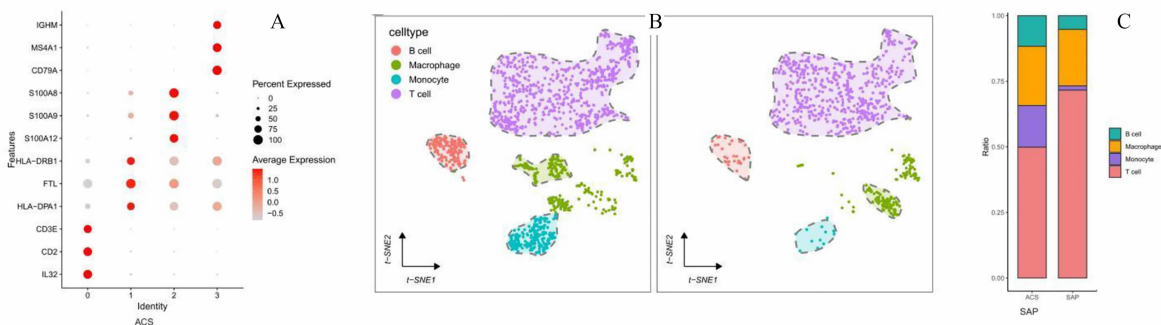 A
IGHM
MS4A1
CD79A
S100A8
S100A9
S100A12
HLA−DRB1
FTL
HLA−DPA1
CD3E
CD2
IL32
Features
0 1 2 3
Identity
ACS
Percent Expressed
0
25
50
75
100
Average Expression
1.0
0.5
0.0
−0.5
B
celltype
B cell
Macrophage
Monocyte
T cell
t−SNE2
t−SNE1
t−SNE2
t−SNE1
C
1.00
0.75
0.50
0.25
0.00
Ratio
ACS SAP
SAP
B cell
Macrophage
Monocyte
T cell